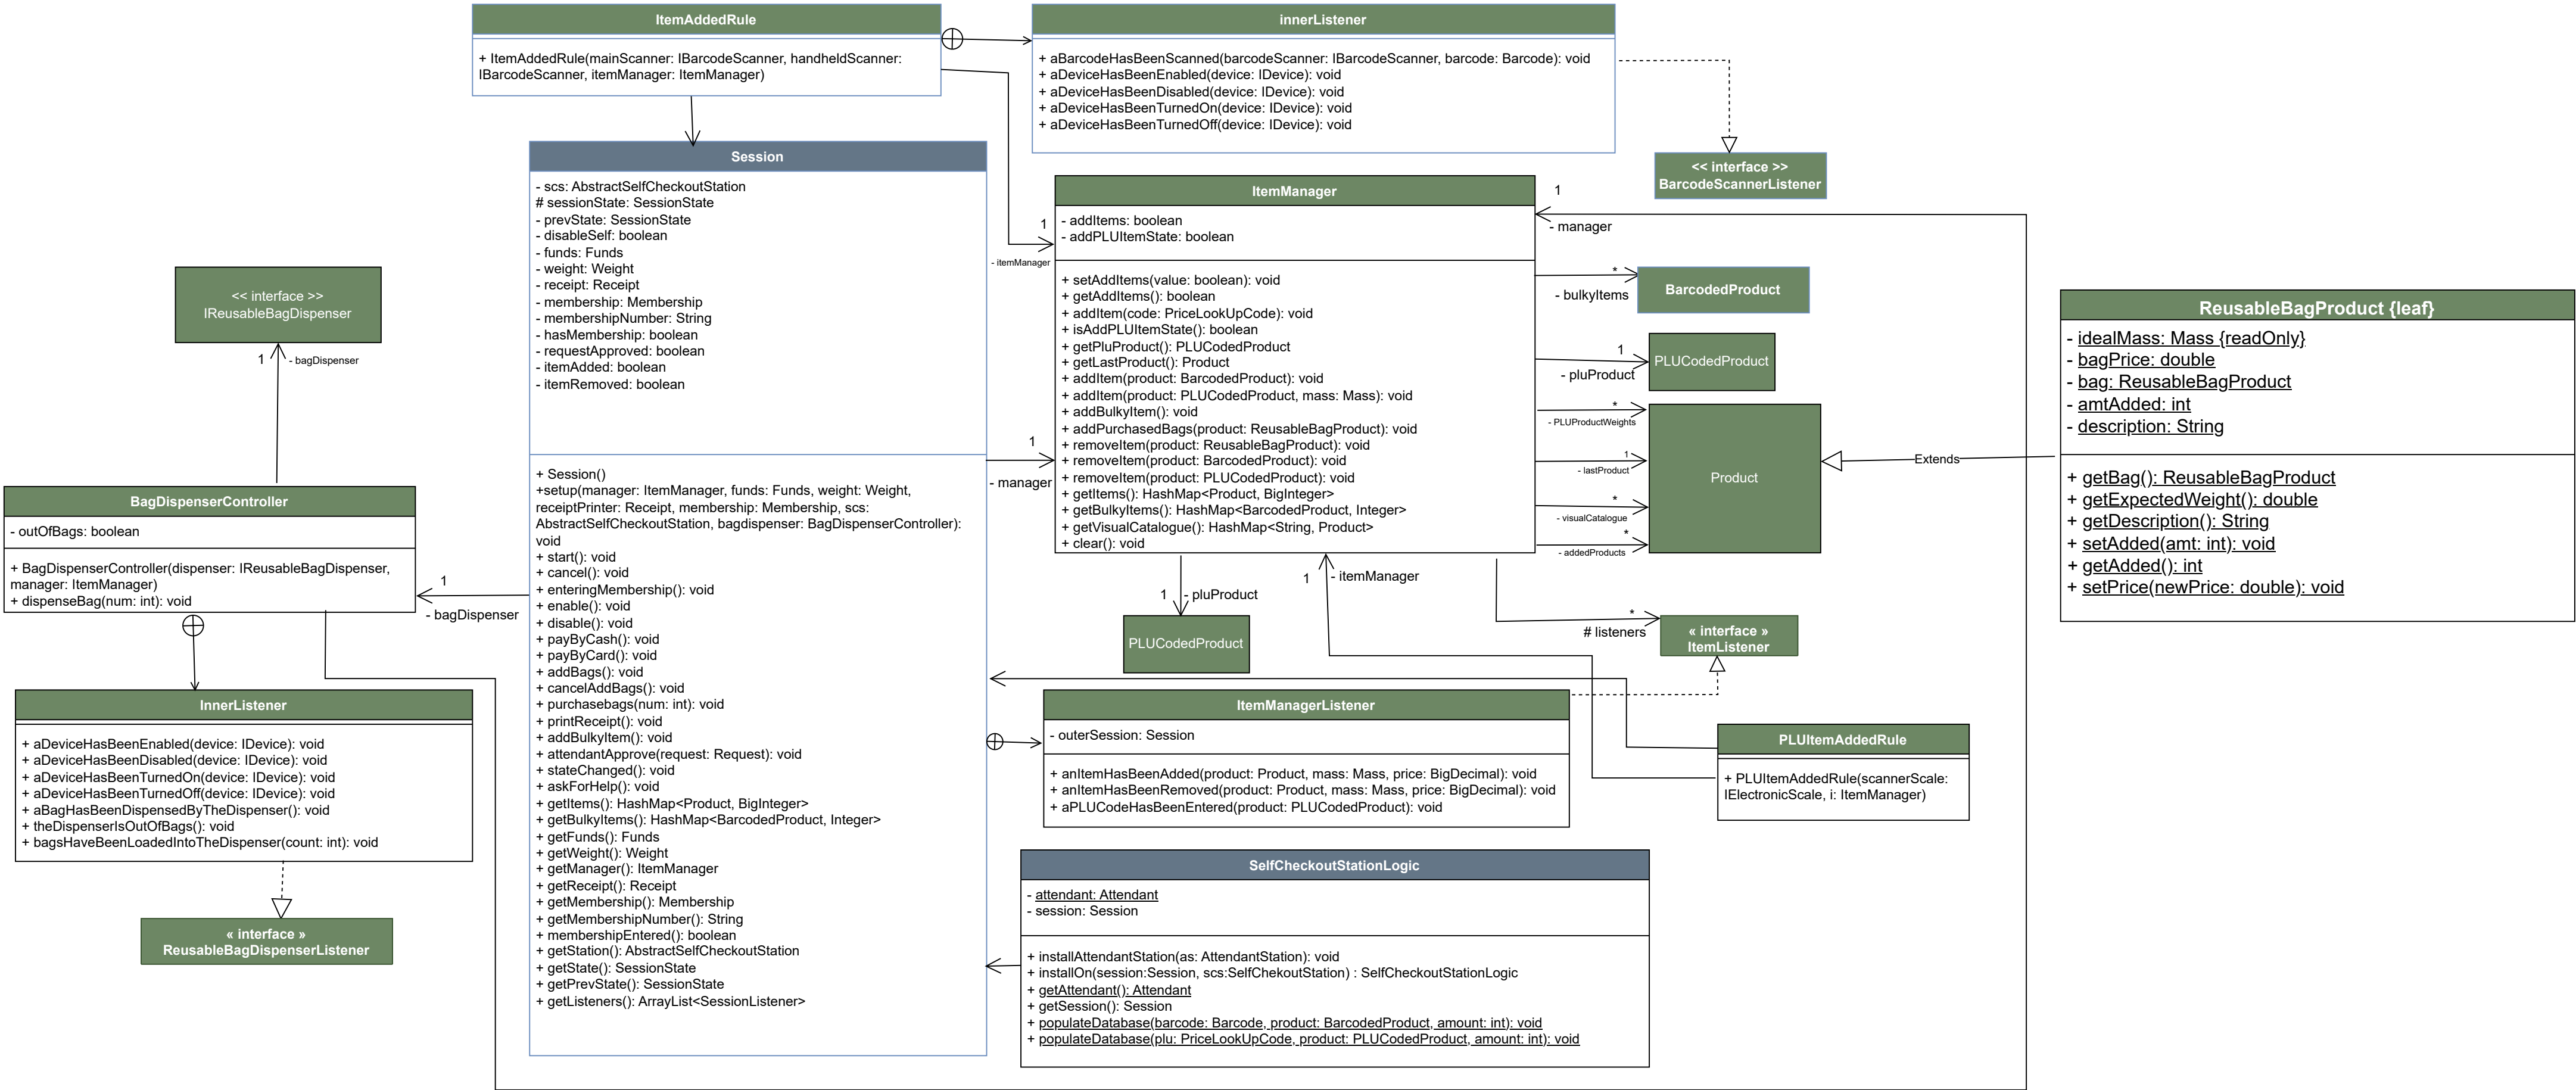 ItemAddedRule
+ ItemAddedRule(mainScanner: IBarcodeScanner, handheldScanner:
IBarcodeScanner, itemManager: ItemManager)
innerListener
+ aBarcodeHasBeenScanned(barcodeScanner: IBarcodeScanner, barcode: Barcode): void
+ aDeviceHasBeenEnabled(device: IDevice): void
+ aDeviceHasBeenDisabled(device: IDevice): void
+ aDeviceHasBeenTurnedOn(device: IDevice): void
+ aDeviceHasBeenTurnedOff(device: IDevice): void
<< interface >>
BarcodeScannerListener
Session
- scs: AbstractSelfCheckoutStation
# sessionState: SessionState
- prevState: SessionState
- disableSelf: boolean
- funds: Funds
- weight: Weight
- receipt: Receipt
- membership: Membership
- membershipNumber: String
- hasMembership: boolean
- requestApproved: boolean
- itemAdded: boolean
- itemRemoved: boolean
+ Session()
+setup(manager: ItemManager, funds: Funds, weight: Weight,
receiptPrinter: Receipt, membership: Membership, scs:
AbstractSelfCheckoutStation, bagdispenser: BagDispenserController):
void
+ start(): void
+ cancel(): void
+ enteringMembership(): void
+ enable(): void
+ disable(): void
+ payByCash(): void
+ payByCard(): void
+ addBags(): void
+ cancelAddBags(): void
+ purchasebags(num: int): void
+ printReceipt(): void
+ addBulkyItem(): void
+ attendantApprove(request: Request): void
+ stateChanged(): void
+ askForHelp(): void
+ getItems(): HashMap<Product, BigInteger>
+ getBulkyItems(): HashMap<BarcodedProduct, Integer>
+ getFunds(): Funds
+ getWeight(): Weight
+ getManager(): ItemManager
+ getReceipt(): Receipt
+ getMembership(): Membership
+ getMembershipNumber(): String
+ membershipEntered(): boolean
+ getStation(): AbstractSelfCheckoutStation
+ getState(): SessionState
+ getPrevState(): SessionState
+ getListeners(): ArrayList<SessionListener>
1
- itemManager
1
- manager
ItemManager
- addItems: boolean
- addPLUItemState: boolean
+ setAddItems(value: boolean): void
+ getAddItems(): boolean
+ addItem(code: PriceLookUpCode): void
+ isAddPLUItemState(): boolean
+ getPluProduct(): PLUCodedProduct
+ getLastProduct(): Product
+ addItem(product: BarcodedProduct): void
+ addItem(product: PLUCodedProduct, mass: Mass): void
+ addBulkyItem(): void
+ addPurchasedBags(product: ReusableBagProduct): void
+ removeItem(product: ReusableBagProduct): void
+ removeItem(product: BarcodedProduct): void
+ removeItem(product: PLUCodedProduct): void
+ getItems(): HashMap<Product, BigInteger>
+ getBulkyItems(): HashMap<BarcodedProduct, Integer>
+ getVisualCatalogue(): HashMap<String, Product>
+ clear(): void
1
- manager
*
- bulkyItems
BarcodedProduct
1
- pluProduct
PLUCodedProduct
*
- PLUProductWeights
1
- lastProduct
*
- visualCatalogue
*
- addedProducts
Product
Extends
ReusableBagProduct {leaf}
- idealMass: Mass {readOnly}
- bagPrice: double
- bag: ReusableBagProduct
- amtAdded: int
- description: String
+ getBag(): ReusableBagProduct
+ getExpectedWeight(): double
+ getDescription(): String
+ setAdded(amt: int): void
+ getAdded(): int
+ setPrice(newPrice: double): void
<< interface >>
IReusableBagDispenser
1
- bagDispenser
BagDispenserController
- outOfBags: boolean
+ BagDispenserController(dispenser: IReusableBagDispenser,
manager: ItemManager)
+ dispenseBag(num: int): void
1
- bagDispenser
InnerListener
+ aDeviceHasBeenEnabled(device: IDevice): void
+ aDeviceHasBeenDisabled(device: IDevice): void
+ aDeviceHasBeenTurnedOn(device: IDevice): void
+ aDeviceHasBeenTurnedOff(device: IDevice): void
+ aBagHasBeenDispensedByTheDispenser(): void
+ theDispenserIsOutOfBags(): void
+ bagsHaveBeenLoadedIntoTheDispenser(count: int): void
« interface »
ReusableBagDispenserListener
1
- pluProduct
PLUCodedProduct
1
- itemManager
*
# listeners
« interface »
ItemListener
ItemManagerListener
- outerSession: Session
+ anItemHasBeenAdded(product: Product, mass: Mass, price: BigDecimal): void
+ anItemHasBeenRemoved(product: Product, mass: Mass, price: BigDecimal): void
+ aPLUCodeHasBeenEntered(product: PLUCodedProduct): void
PLUItemAddedRule
+ PLUItemAddedRule(scannerScale:
IElectronicScale, i: ItemManager)
SelfCheckoutStationLogic
- attendant: Attendant
- session: Session
+ installAttendantStation(as: AttendantStation): void
+ installOn(session:Session, scs:SelfChekoutStation) : SelfCheckoutStationLogic
+ getAttendant(): Attendant
+ getSession(): Session
+ populateDatabase(barcode: Barcode, product: BarcodedProduct, amount: int): void
+ populateDatabase(plu: PriceLookUpCode, product: PLUCodedProduct, amount: int): void